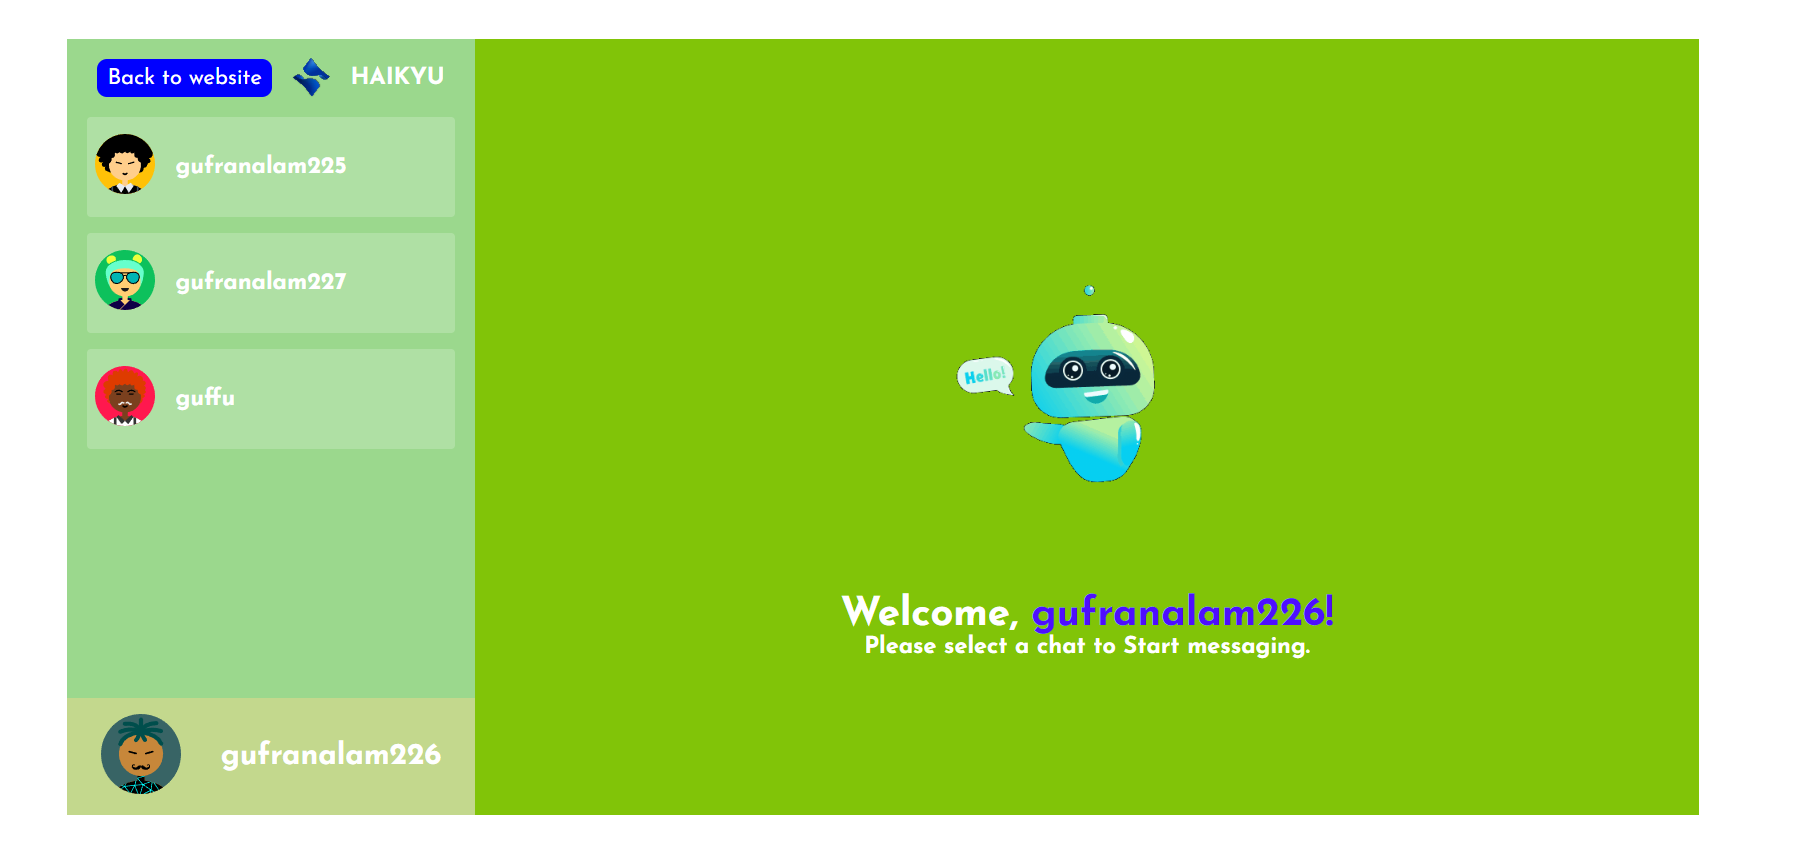 Back to website
HAIKYU
gufranalam225
gufranalam227
guffu
gufranalam226
Hello!
Welcome, gufranalam226!
Please select a chat to Start messaging.